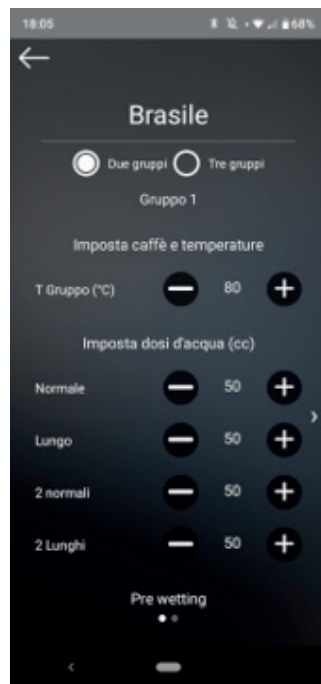 18:05 68%
Brasile
Due gruppi Tre gruppi
Gruppo 1
Imposta caffè e temperature
T Gruppo (°C) 80
Imposta dosi d'acqua (cc)
Normale 50
Lungo 50
2 normali 50
2 Lunghi 50
Pre wetting